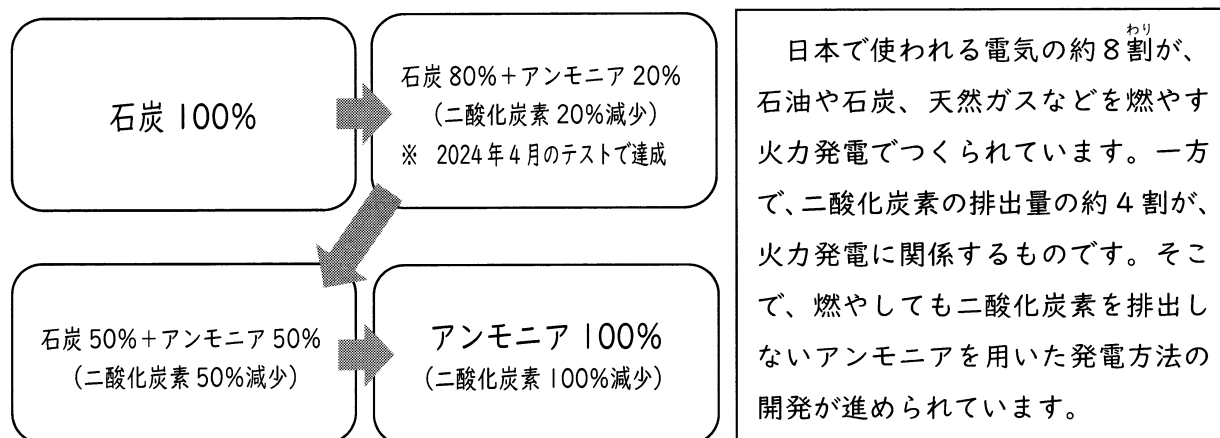 石炭 100%
石炭 80%+アンモニア 20%
(二酸化炭素 20%減少)
※ 2024年4月のテストで達成
石炭 50%+アンモニア 50%
(二酸化炭素 50%減少)
アンモニア 100%
(二酸化炭素 100%減少)
わり
日本で使われる電気の約8割が、
石油や石炭、天然ガスなどを燃やす
火力発電でつくられています。一方
で、二酸化炭素の排出量の約4割が、
火力発電に関係するものです。そこ
で、燃やしても二酸化炭素を排出し
ないアンモニアを用いた発電方法の
開発が進められています。